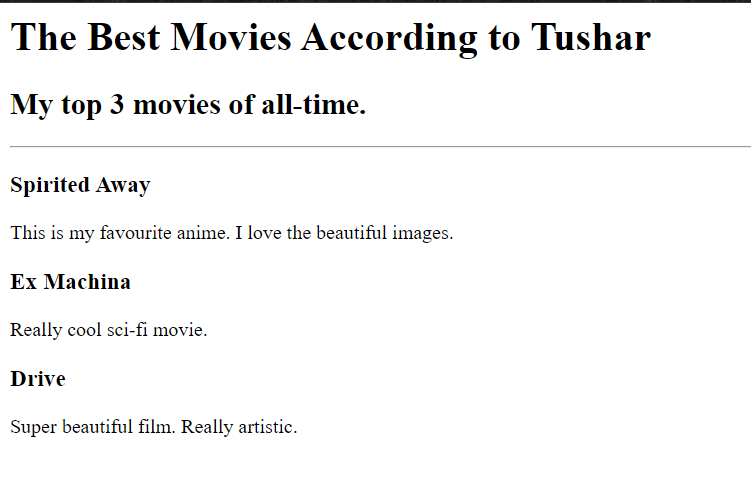 The Best Movies According to Tushar
My top 3 movies of all-time.
Spirited Away
This is my favourite anime. I love the beautiful images.
Ex Machina
Really cool sci-fi movie.
Drive
Super beautiful film. Really artistic.